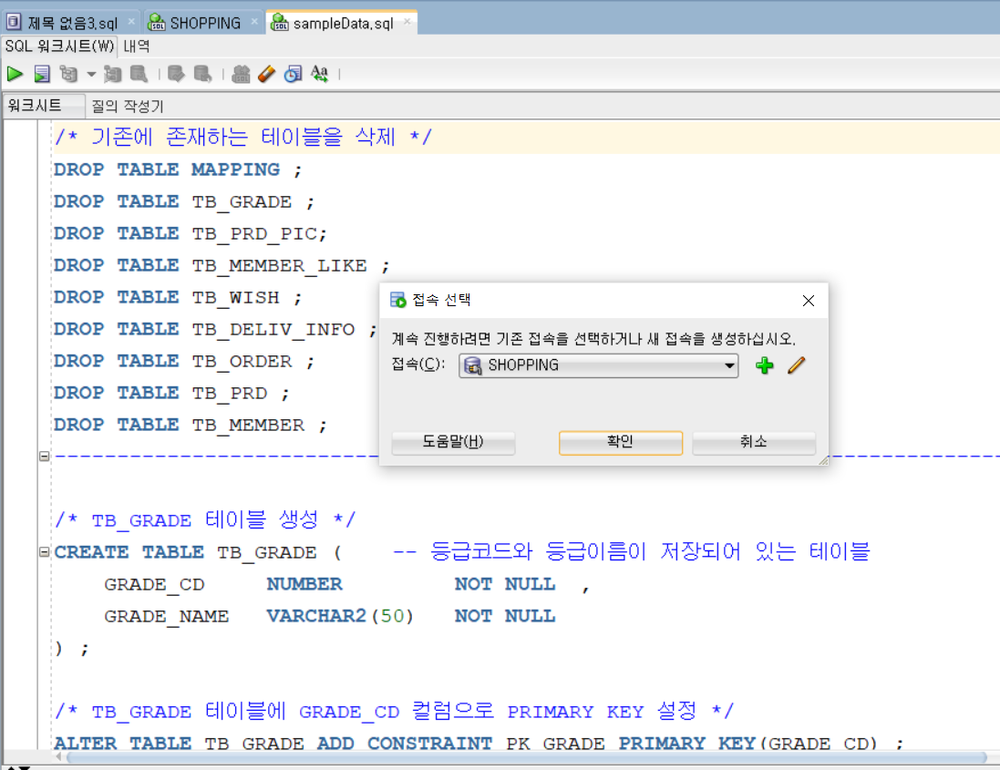 제목 없음3.sql SHOPPING sampleData.sql
SQL 워크시트(W) 내역
워크시트 질의 작성기
/* 기존에 존재하는 테이블을 삭제 */
DROP TABLE MAPPING ;
DROP TABLE TB_GRADE ;
DROP TABLE TB_PRD_PIC;
DROP TABLE TB_MEMBER_LIKE ;
DROP TABLE TB_WISH ;
DROP TABLE TB_DELIV_INFO ;
DROP TABLE TB_ORDER ;
DROP TABLE TB_PRD ;
DROP TABLE TB_MEMBER ;
접속 선택
계속 진행하려면 기존 접속을 선택하거나 새 접속을 생성하십시오.
접속(C): SHOPPING
도움말(H) 확인 취소
/* TB_GRADE 테이블 생성 */
CREATE TABLE TB_GRADE ( -- 등급코드와 등급이름이 저장되어 있는 테이블
GRADE_CD NUMBER NOT NULL ,
GRADE_NAME VARCHAR2(50) NOT NULL
) ;
/* TB_GRADE 테이블에 GRADE_CD 컬럼으로 PRIMARY KEY 설정 */
ALTER TABLE TB_GRADE ADD CONSTRAINT PK_GRADE PRIMARY KEY(GRADE_CD) ;